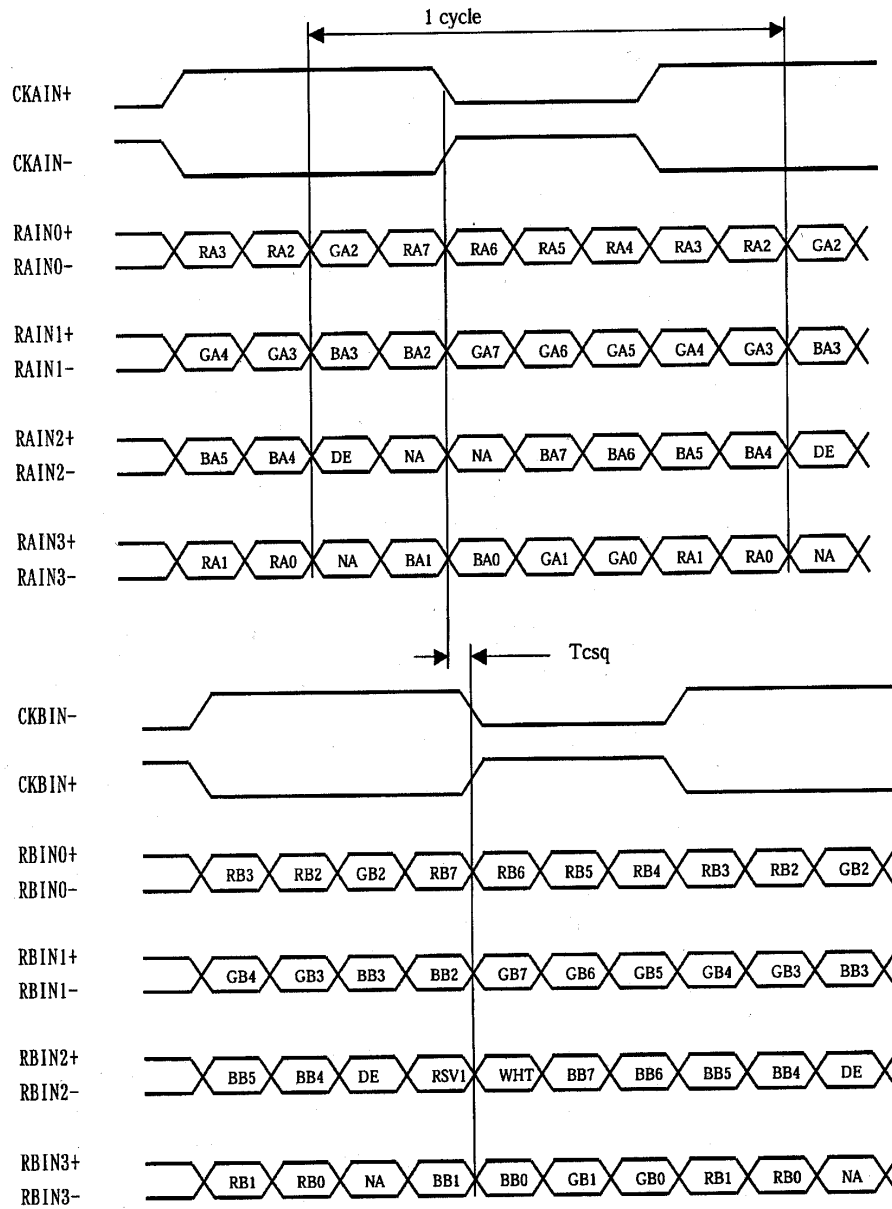 1 cycle
CKAIN+
CKAIN-
RAIN0+
RA3 RA2 GA2 RA7 RA6 RA5 RA4 RA3 RA2 GA2
RAIN0-
RAIN1+
GA4 GA3 BA3 BA2 GA7 GA6 GA5 GA4 GA3 BA3
RAIN1-
RAIN2+
BA5 BA4 DE NA NA BA7 BA6 BA5 BA4 DE
RAIN2-
RAIN3+
RA1 RA0 NA BA1 BA0 GA1 GA0 RA1 RA0 NA
RAIN3-
Tcsq
CKBIN-
CKBIN+
RBIN0+
RB3 RB2 GB2 RB7 RB6 RB5 RB4 RB3 RB2 GB2
RBIN0-
RBIN1+
GB4 GB3 BB3 BB2 GB7 GB6 GB5 GB4 GB3 BB3
RBIN1-
RBIN2+
BB5 BB4 DE RSV1 WHT BB7 BB6 BB5 BB4 DE
RBIN2-
RBIN3+
RB1 RB0 NA BB1 BB0 GB1 GB0 RB1 RB0 NA
RBIN3-